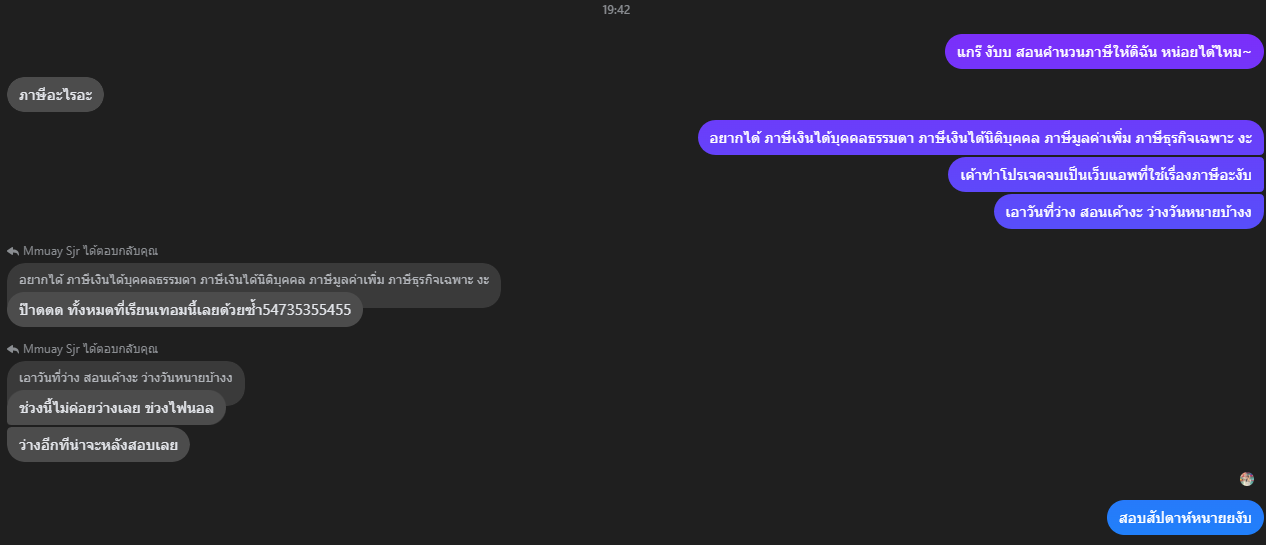 19:42
แกร๊ งับบ สอนคำนวนภาษีให้ดิฉัน หน่อยได้ไหม~
ภาษีอะไรอะ
อยากได้ ภาษีเงินได้บุคคลธรรมดา ภาษีเงินได้นิติบุคคล ภาษีมูลค่าเพิ่ม ภาษีธุรกิจเฉพาะ งะ
เค้าทำโปรเจคจบเป็นเว็บแอพที่ใช้เรื่องภาษีอะงับ
เอาวันที่ว่าง สอนเค้างะ ว่างวันหนายบ้างง
Mmuay Sjr ได้ตอบกลับคุณ
อยากได้ ภาษีเงินได้บุคคลธรรมดา ภาษีเงินได้นิติบุคคล ภาษีมูลค่าเพิ่ม ภาษีธุรกิจเฉพาะ งะ
ป๊าดดด ทั้งหมดที่เรียนเทอมนี้เลยด้วยซ้ำ54735355455
Mmuay Sjr ได้ตอบกลับคุณ
เอาวันที่ว่าง สอนเค้างะ ว่างวันหนายบ้างง
ช่วงนี้ไม่ค่อยว่างเลย ข่วงไฟนอล
ว่างอีกทีน่าจะหลังสอบเลย
สอบสัปดาห์หนายยงับ